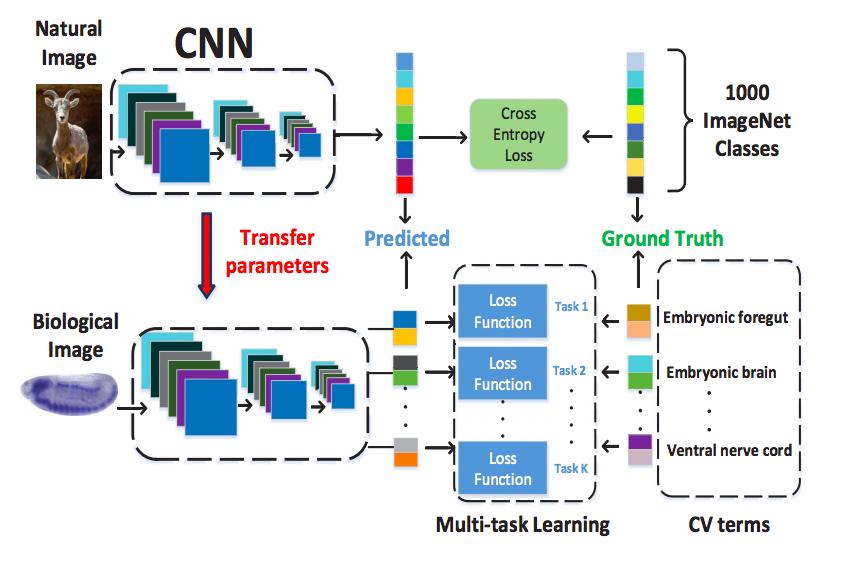 Natural
Image
CNN
Cross
Entropy
Loss
1000
ImageNet
Classes
Transfer
parameters
Predicted
Ground Truth
Biological
Image
Loss
Function
Task 1
Embryonic foregut
Loss
Function
Task 2
Embryonic brain
Loss
Function
Task K
Ventral nerve cord
Multi-task Learning
CV terms